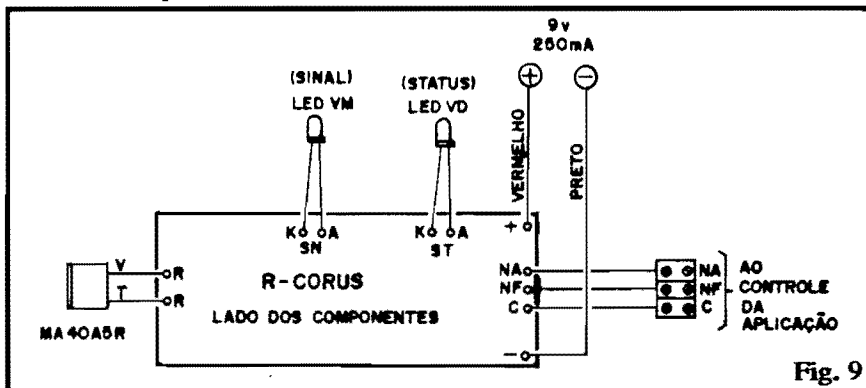 9v
250mA
+
−
(SINAL)
LED VM
(STATUS)
LED VD
VERMELHO
PRETO
K A
SN
K A
ST
+
V
R
T
R
MA40A5R
R-CORUS
LADO DOS COMPONENTES
NA
NF
C
−
NA
NF
C
AO
CONTROLE
DA
APLICAÇÃO
Fig. 9